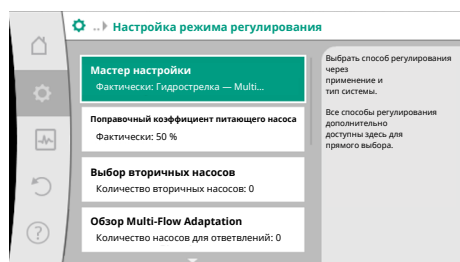 ..▸ Настройка режима регулирования
Мастер настройки
Фактически: Гидрострелка — Multi...
Поправочный коэффициент питающего насоса
Фактически: 50 %
Выбор вторичных насосов
Количество вторичных насосов: 0
Обзор Multi-Flow Adaptation
Количество насосов для ответвлений: 0
Выбрать способ регулирования
через
применение и
тип системы.
Все способы регулирования
дополнительно
доступны здесь для
прямого выбора.